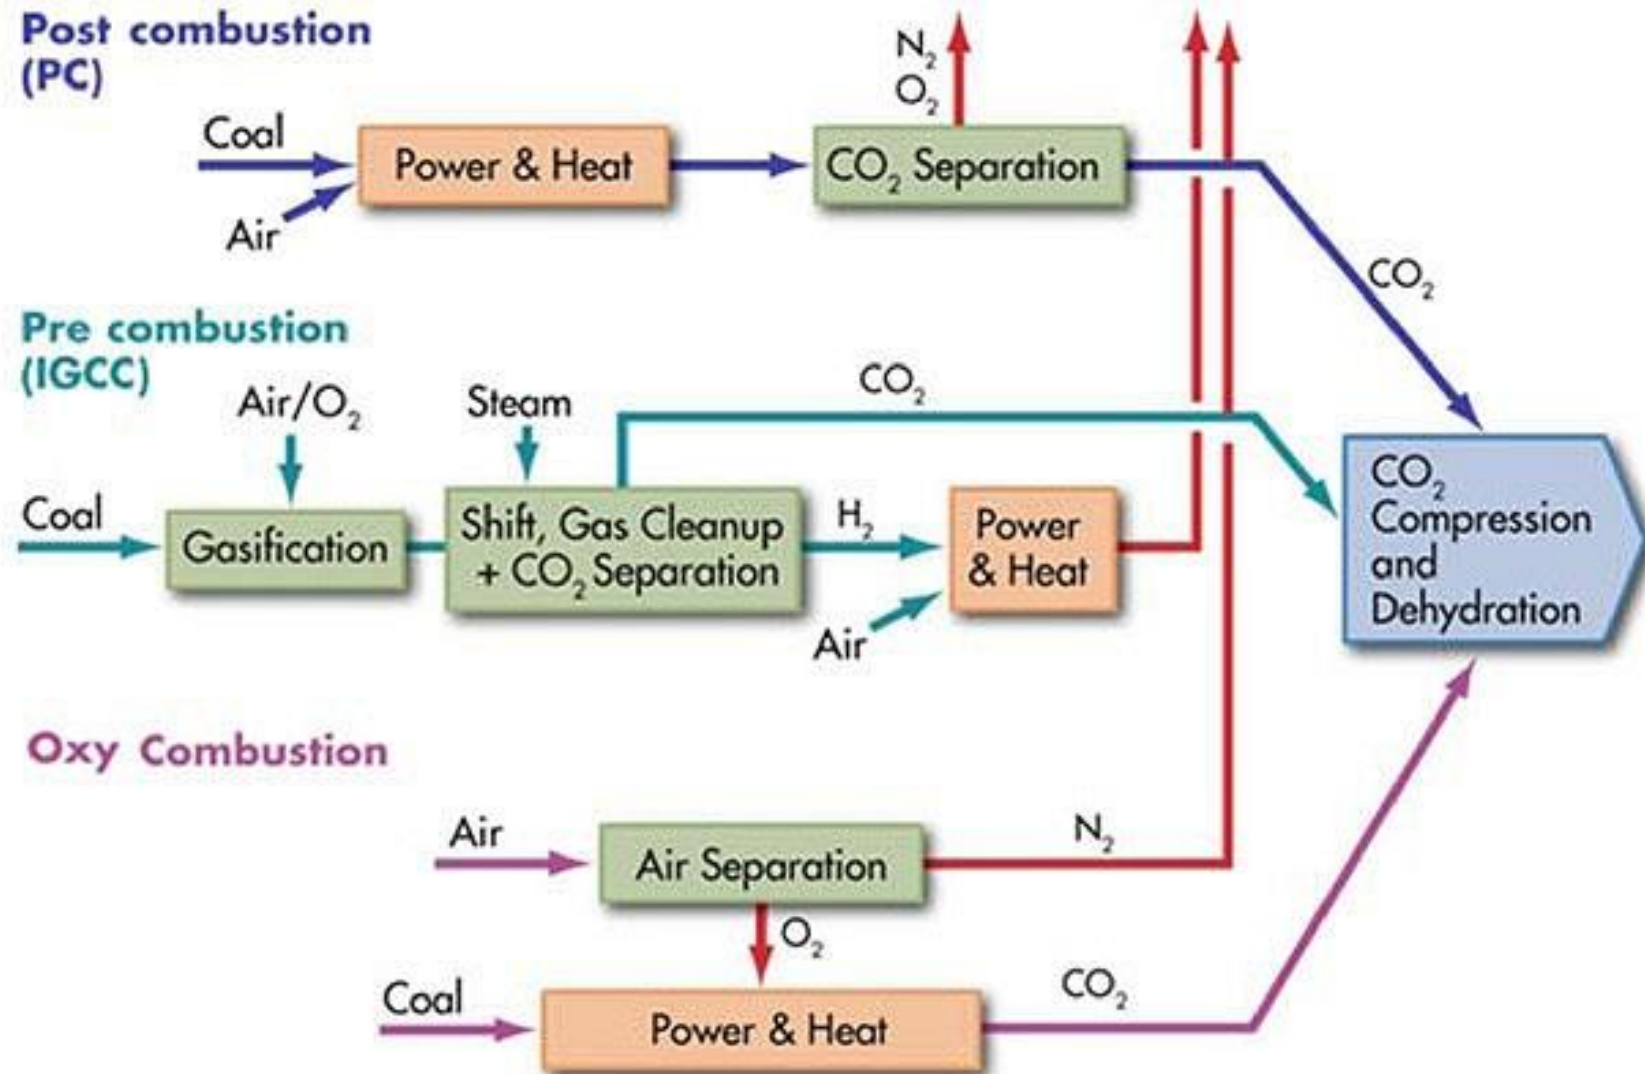 Post combustion
(PC)
N₂
O₂
Coal
Power & Heat
CO₂ Separation
Air
CO₂
Pre combustion
(IGCC)
Air/O₂
Steam
CO₂
Coal
Gasification
Shift, Gas Cleanup
+ CO₂ Separation
H₂
Power
& Heat
Air
CO₂
Compression
and
Dehydration
Oxy Combustion
Air
Air Separation
N₂
O₂
Coal
Power & Heat
CO₂